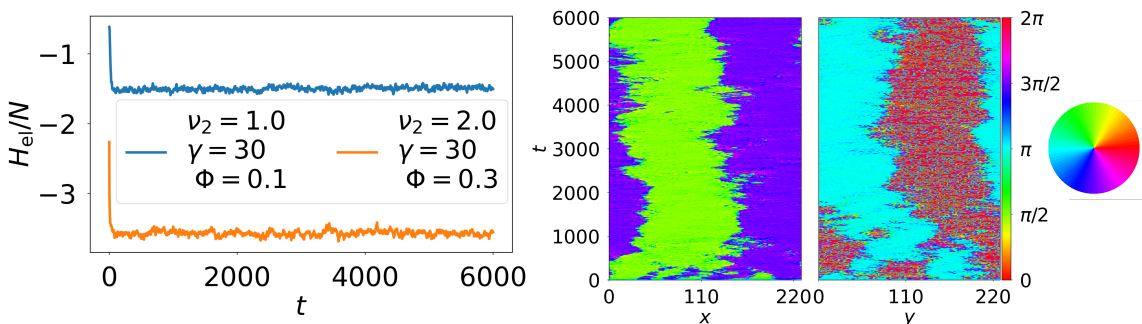 H_el/N
−1
−2
−3
ν₂ = 1.0
γ = 30
Φ = 0.1
ν₂ = 2.0
γ = 30
Φ = 0.3
0 2000 4000 6000
t
t
6000
5000
4000
3000
2000
1000
0
0 110 220
x
0 110 220
y
2π
3π/2
π
π/2
0